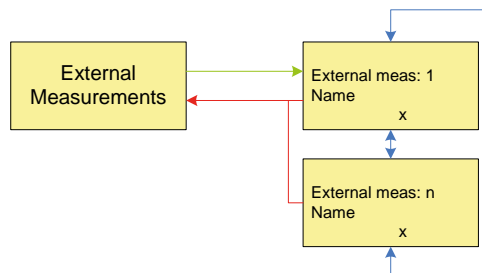 External
Measurements
External meas: 1
Name
x
External meas: n
Name
x